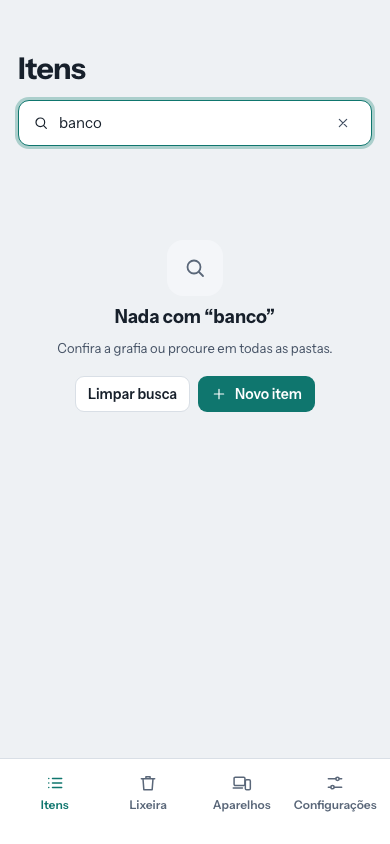 Itens
banco
Nada com “banco”
Confira a grafia ou procure em todas as pastas.
Limpar busca
Novo item
Itens
Lixeira
Aparelhos
Configurações